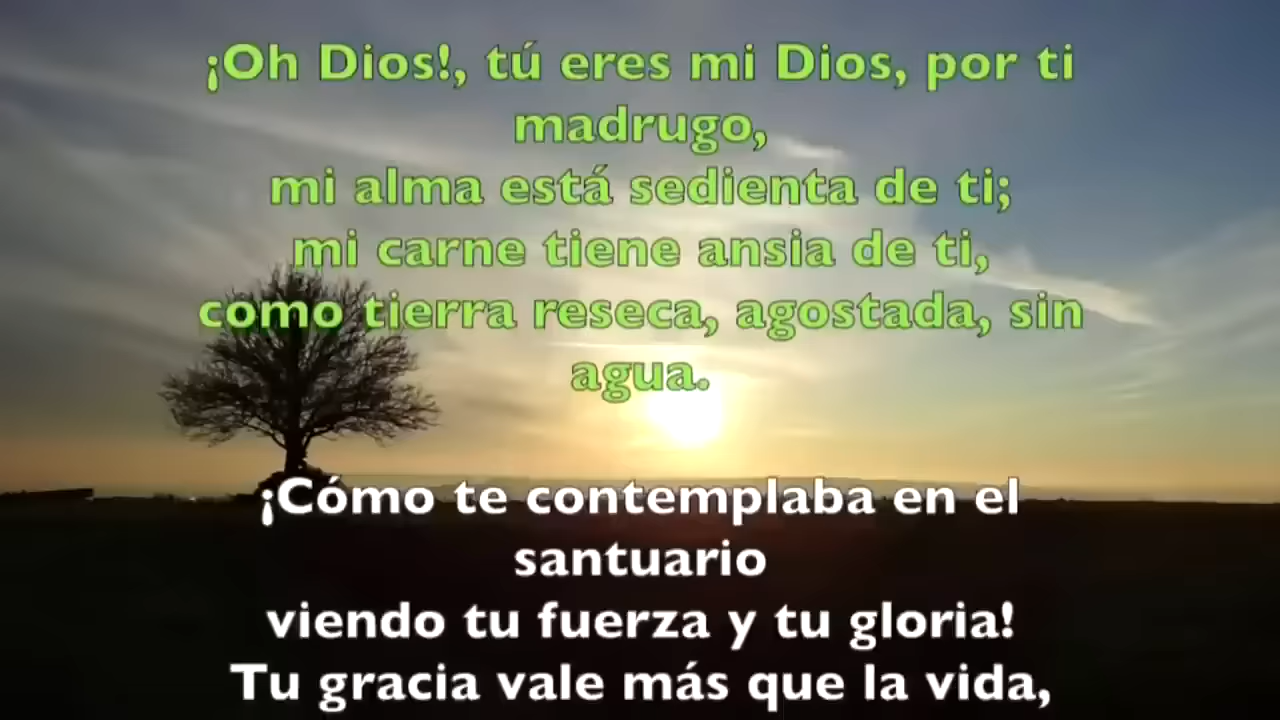 ¡Oh Dios!, tú eres mi Dios, por ti
madrugo,
mi alma está sedienta de ti;
mi carne tiene ansia de ti,
como tierra reseca, agostada, sin
agua.
¡Cómo te contemplaba en el
santuario
viendo tu fuerza y tu gloria!
Tu gracia vale más que la vida,